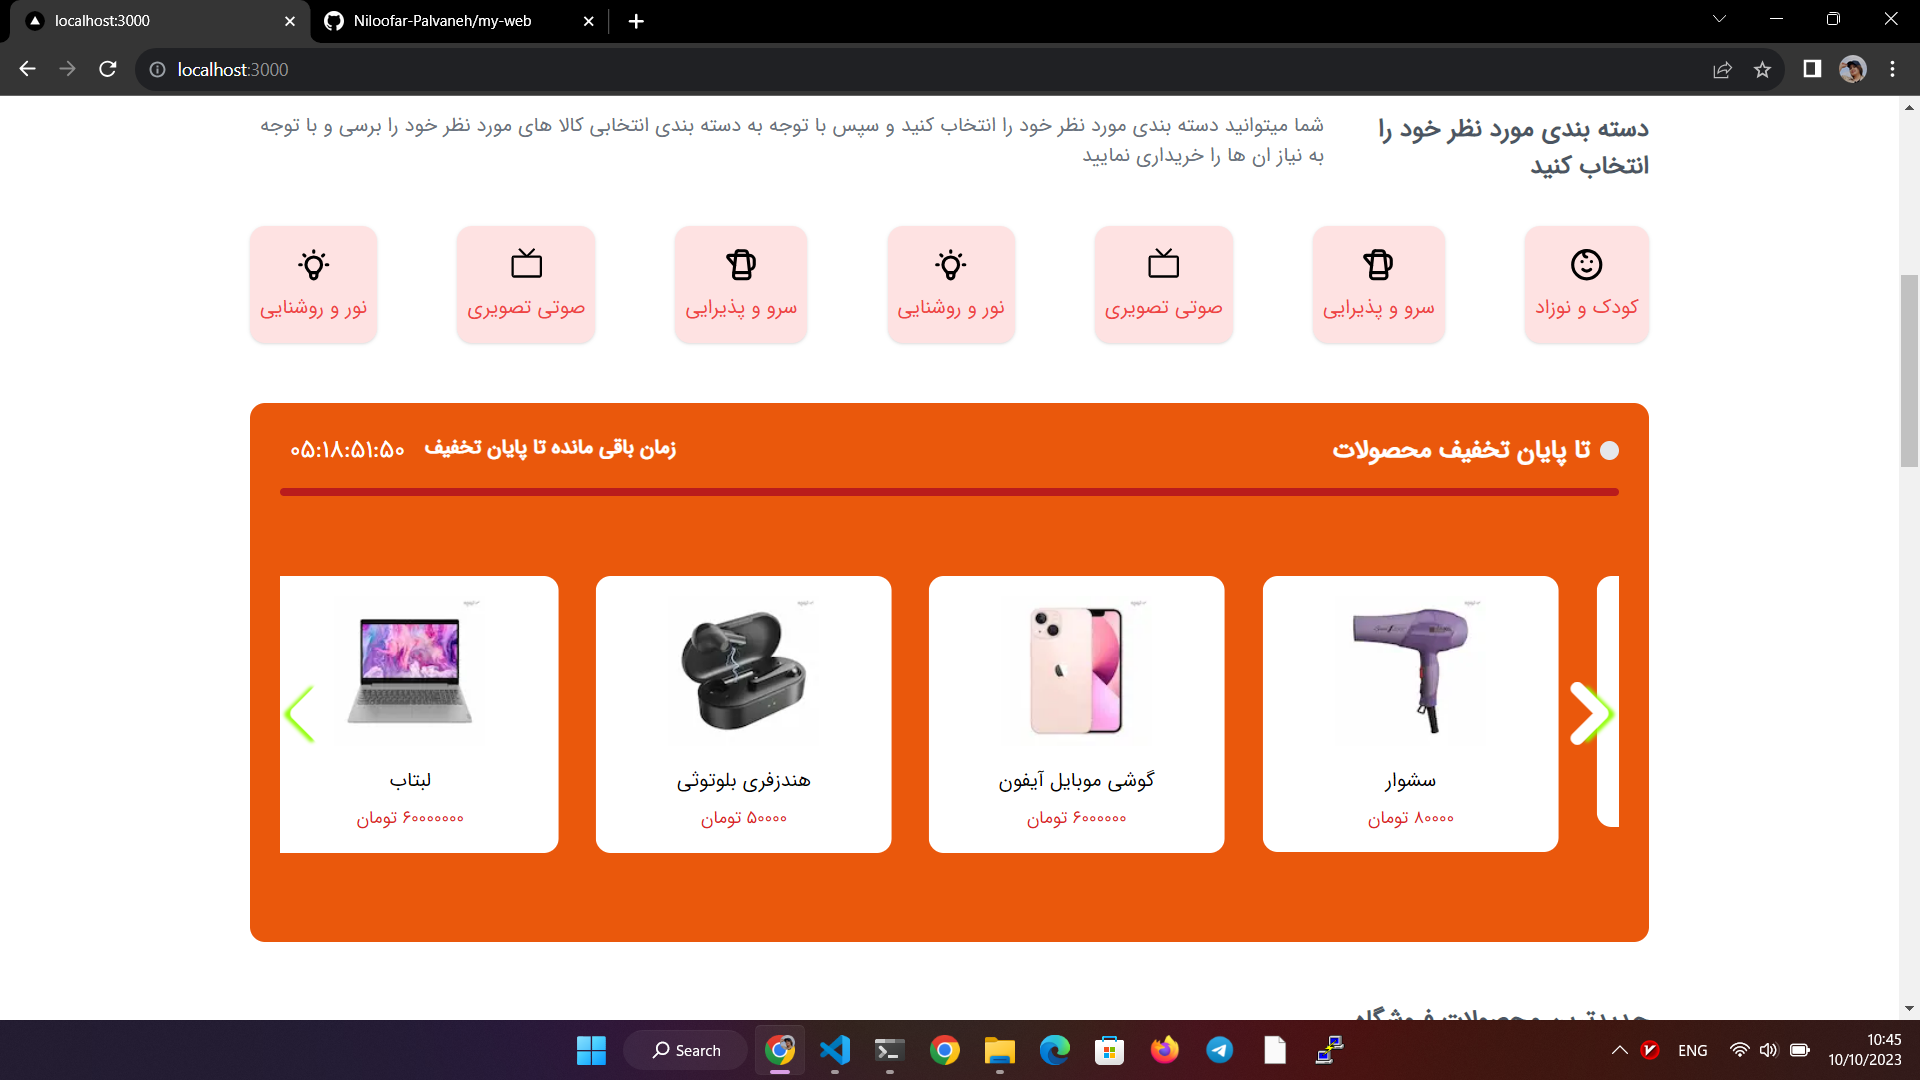 localhost:3000
Niloofar-Palvaneh/my-web
localhost:3000
دسته بندی مورد نظر خود را
انتخاب کنید
شما میتوانید دسته بندی مورد نظر خود را انتخاب کنید و سپس با توجه به دسته بندی انتخابی کالا های مورد نظر خود را برسی و با توجه
به نیاز ان ها را خریداری نمایید
کودک و نوزاد
سرو و پذیرایی
صوتی تصویری
نور و روشنایی
سرو و پذیرایی
صوتی تصویری
نور و روشنایی
تا پایان تخفیف محصولات
زمان باقی مانده تا پایان تخفیف
۰۵:۱۸:۵۱:۵۰
سشوار
۸۰۰۰۰ تومان
گوشی موبایل آیفون
۶۰۰۰۰۰۰ تومان
هندزفری بلوتوثی
۵۰۰۰۰ تومان
لبتاب
۶۰۰۰۰۰۰۰ تومان
جدیدترین محصولات فروشگاه
Search
ENG
10:45
10/10/2023